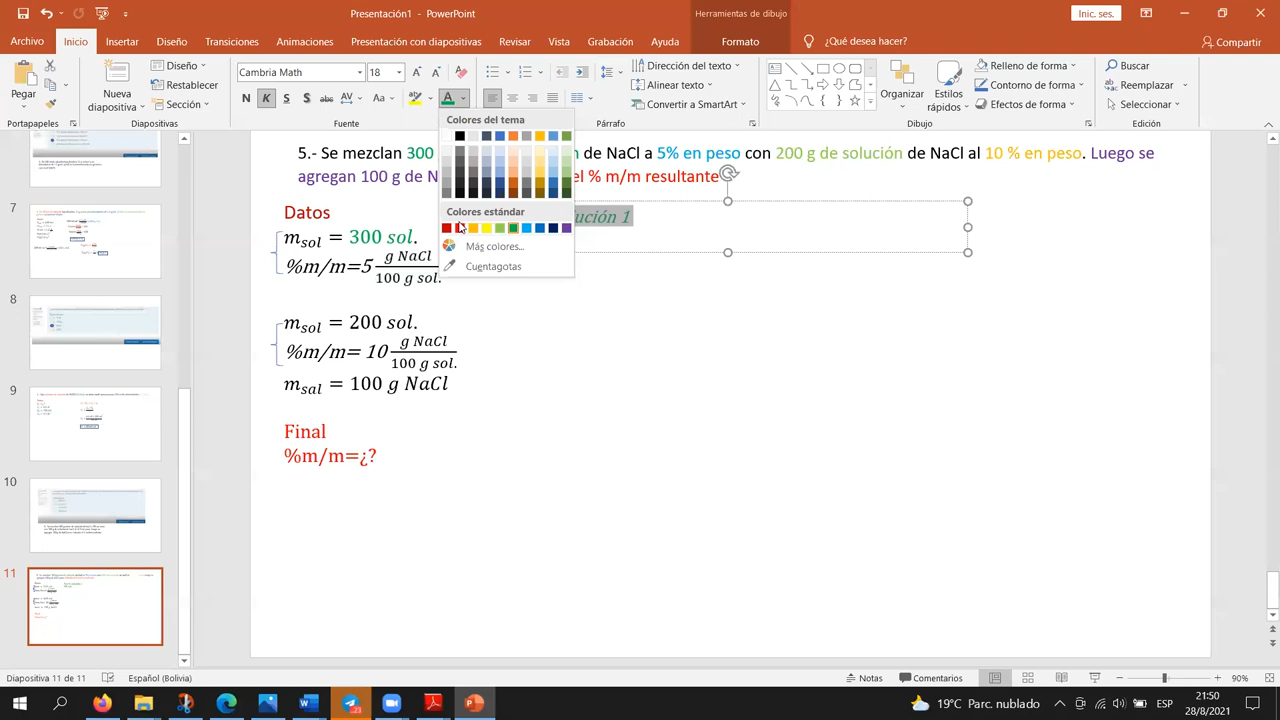 Presentación1 - PowerPoint
Herramientas de dibujo
Inic. ses.
Archivo Inicio Insertar Diseño Transiciones Animaciones Presentación con diapositivas Revisar Vista Grabación Ayuda Formato ¿Qué desea hacer? Compartir
Pegar
Portapapeles
Nueva diapositiva
Diseño
Restablecer
Sección
Diapositivas
Cambria Math 18
N K S S abc AV Aa A
Fuente
Dirección del texto
Alinear texto
Convertir a SmartArt
Párrafo
Organizar
Estilos rápidos
Relleno de forma
Contorno de forma
Efectos de forma
Dibujo
Buscar
Reemplazar
Seleccionar
Edición
Colores del tema
Colores estándar
Más colores...
Cuentagotas
5.- Se mezclan 300 n de NaCl a 5% en peso con 200 g de solución de NaCl al 10 % en peso. Luego se
agregan 100 g de N el % m/m resultante
Datos
ución 1
m_sol = 300 sol.
%m/m=5 g NaCl / 100 g sol.
m_sol = 200 sol.
%m/m= 10 g NaCl / 100 g sol.
m_sal = 100 g NaCl
Final
%m/m=¿?
7
8
9
10
11
Diapositiva 11 de 11 Español (Bolivia) Notas Comentarios 90%
19°C Parc. nublado ESP 21:50
28/8/2021